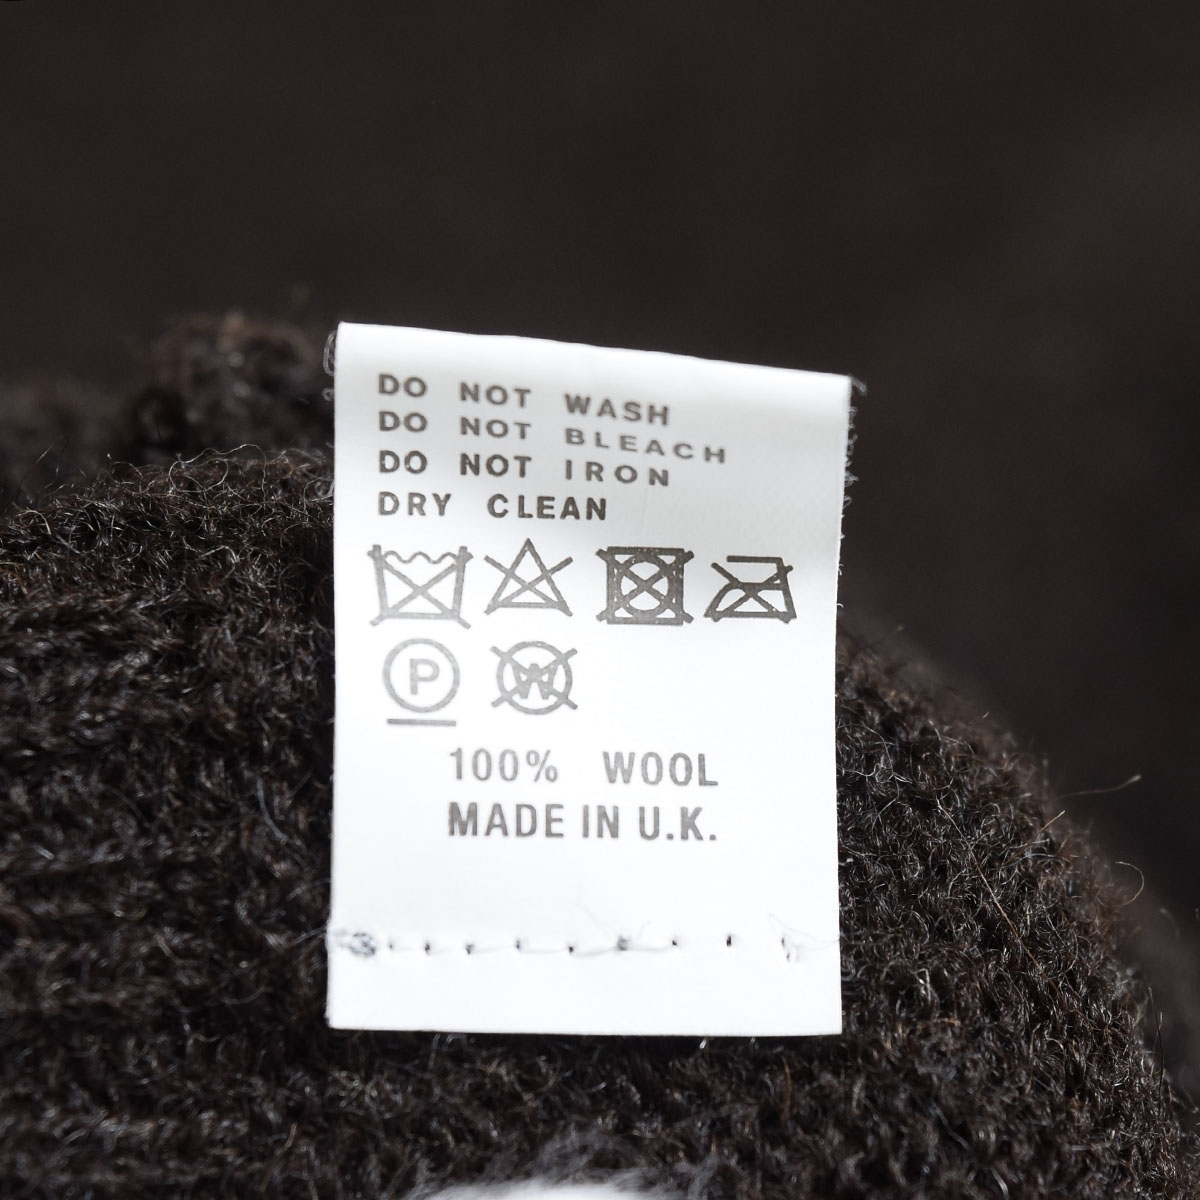 DO NOT WASH
DO NOT BLEACH
DO NOT IRON
DRY CLEAN
P W
100% WOOL
MADE IN U.K.